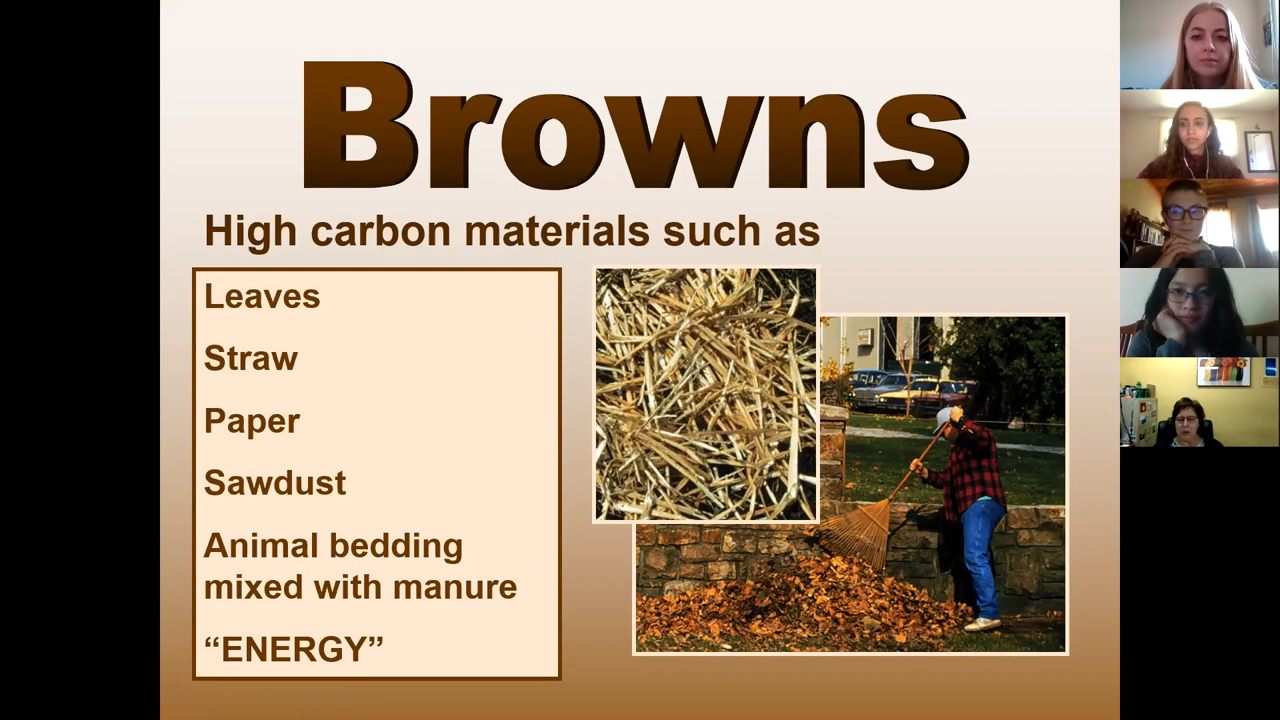 Browns
High carbon materials such as
Leaves
Straw
Paper
Sawdust
Animal bedding
mixed with manure
“ENERGY”